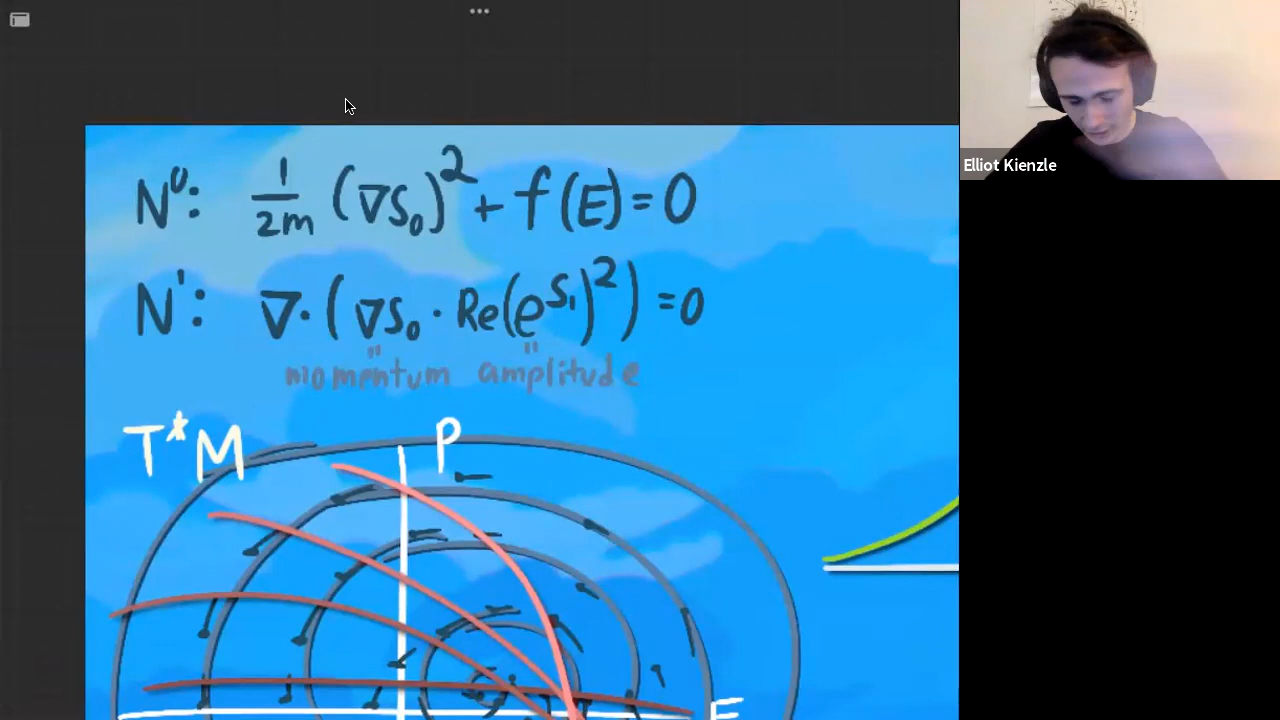 N⁰: 1/2m (∇S₀)² + f(E) = 0
N¹: ∇·(∇S₀ · Re(e^S₁)²) = 0
" "
momentum amplitude
T*M P
E
Elliot Kienzle